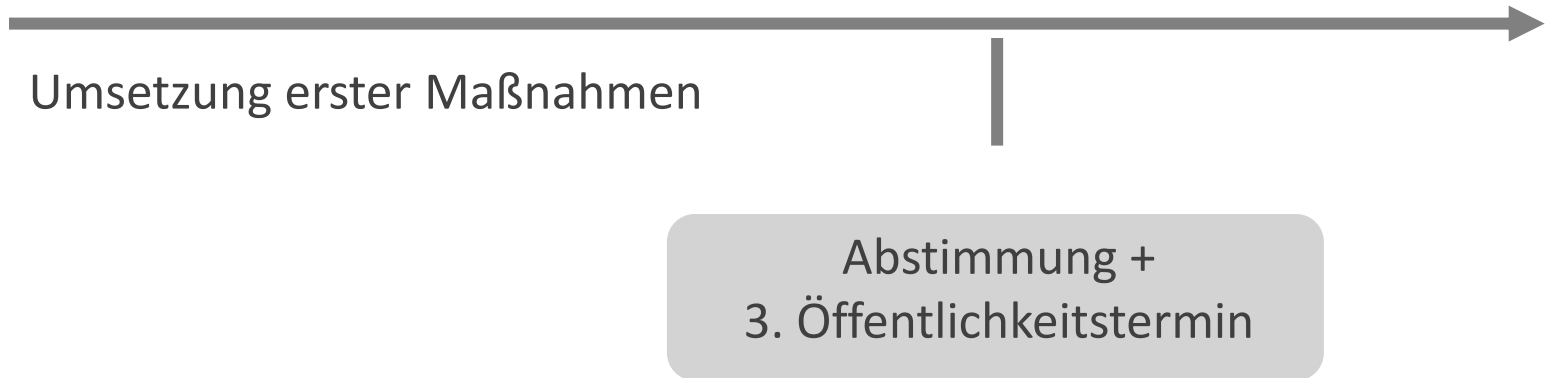 Umsetzung erster Maßnahmen
Abstimmung +
3. Öffentlichkeitstermin